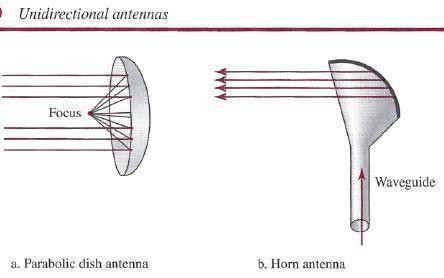 Unidirectional antennas
Focus
Waveguide
a. Parabolic dish antenna
b. Horn antenna